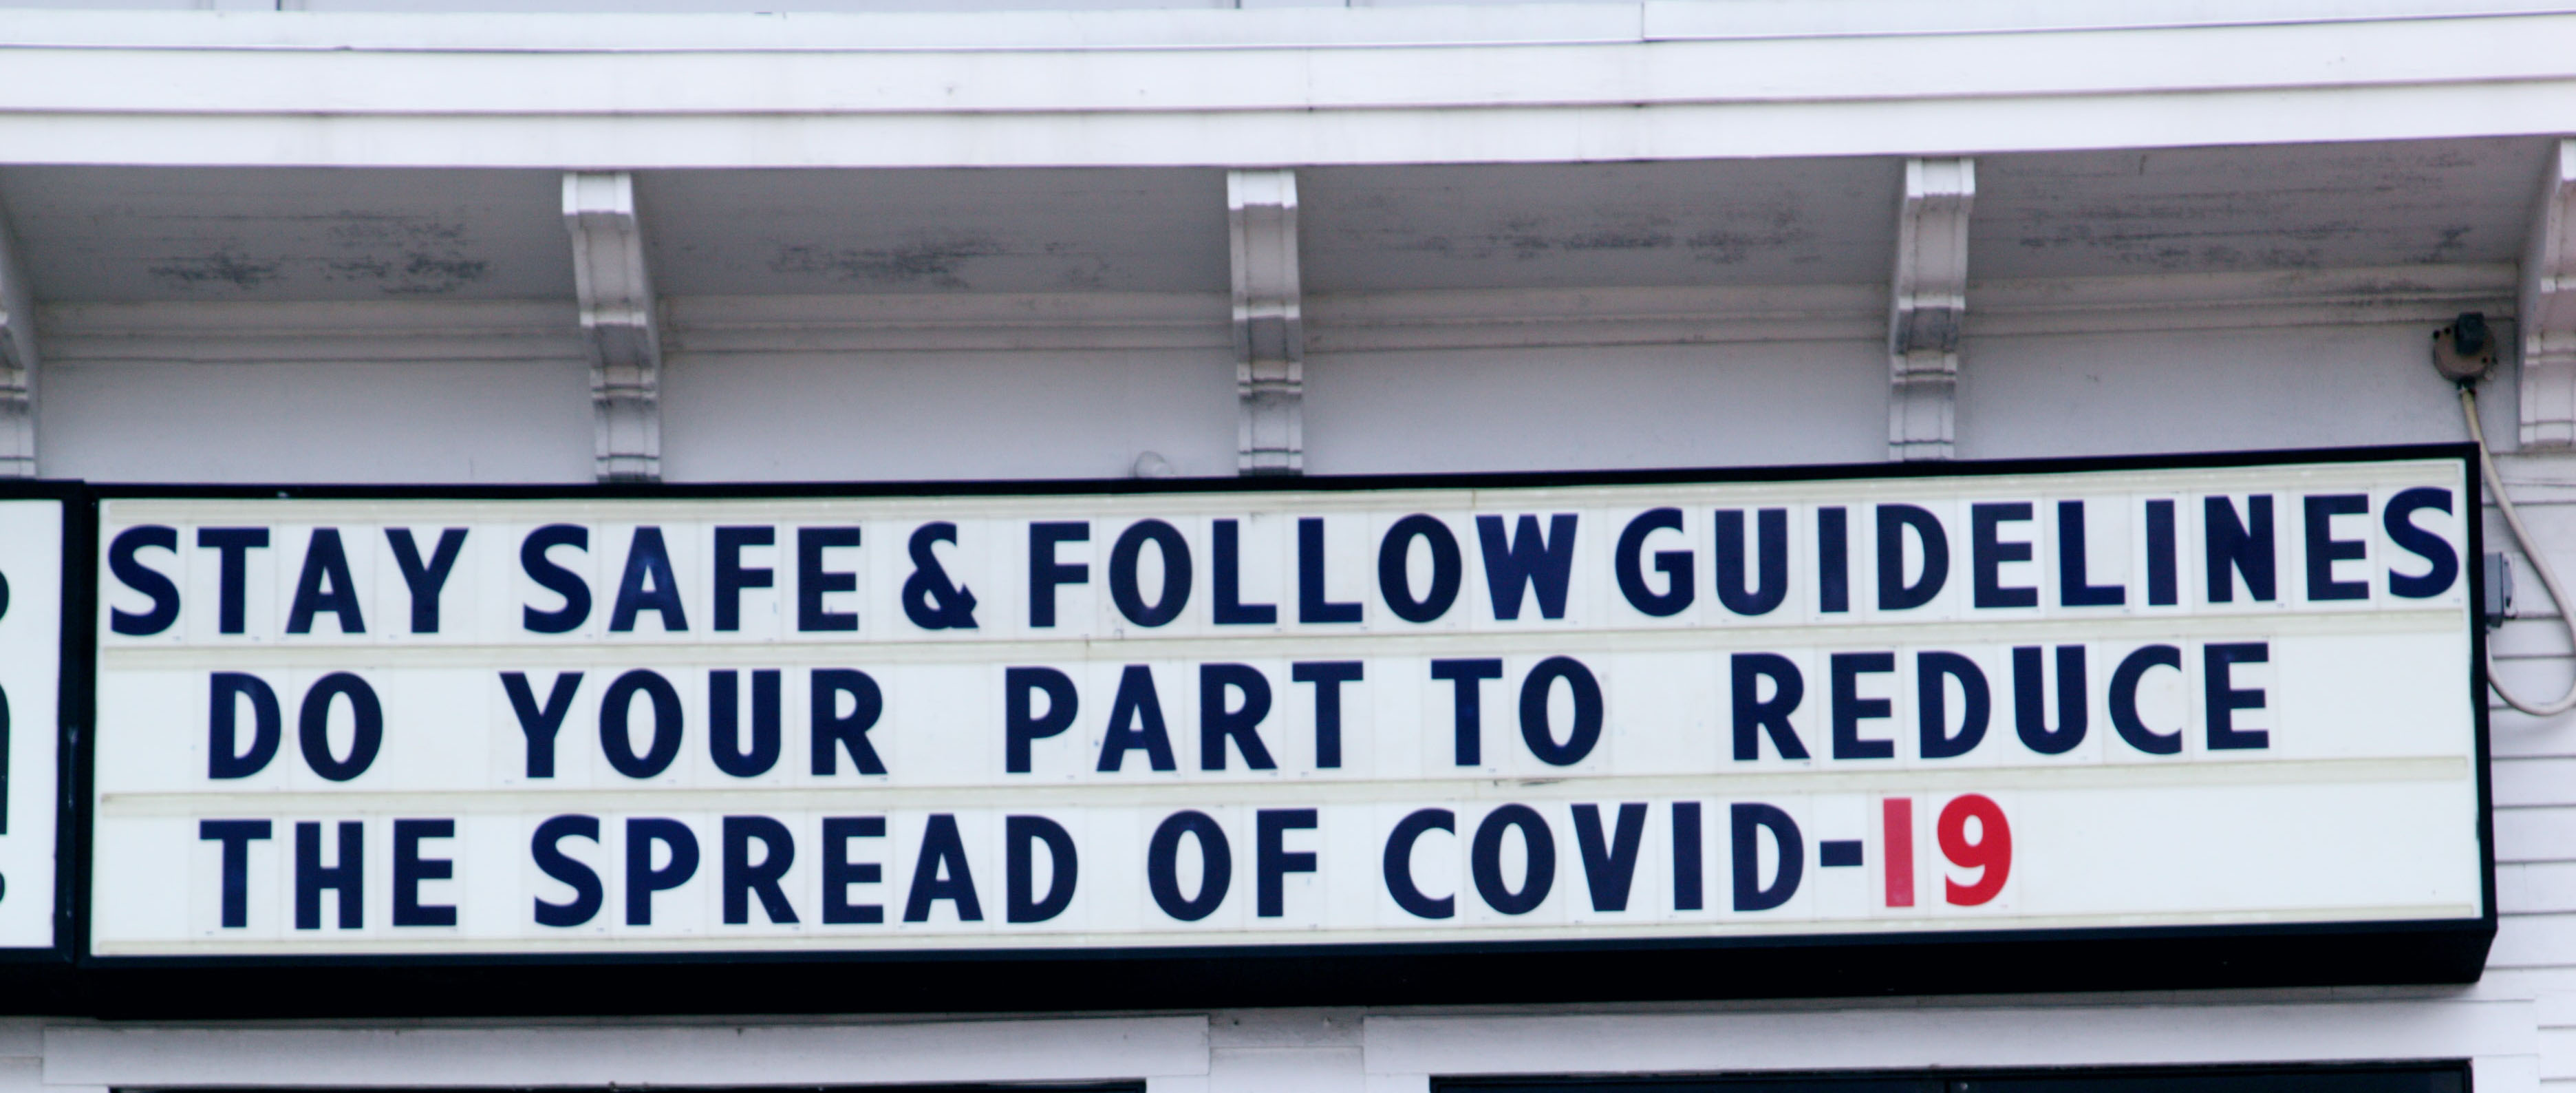 STAY SAFE & FOLLOW GUIDELINES
DO YOUR PART TO REDUCE
THE SPREAD OF COVID-19